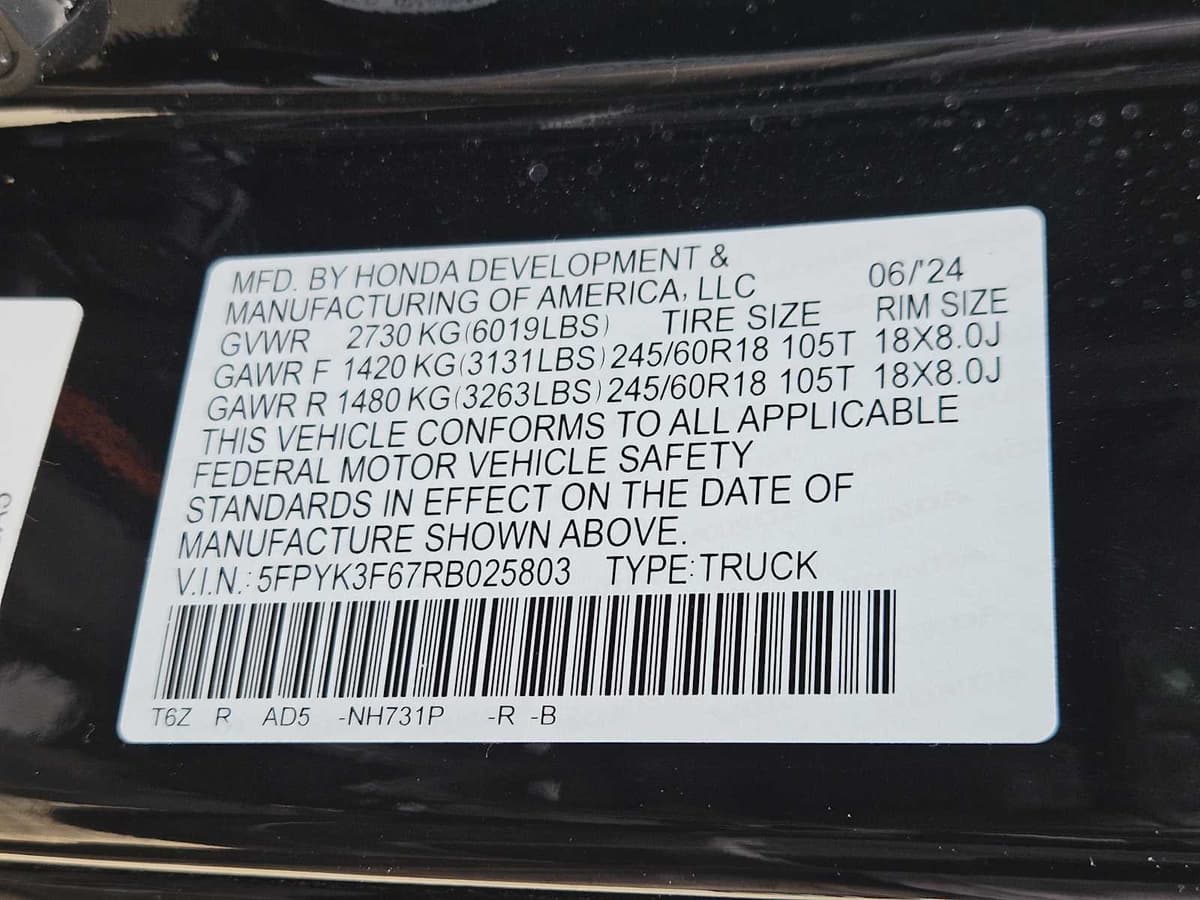 MFD. BY HONDA DEVELOPMENT &
MANUFACTURING OF AMERICA, LLC 06/'24
GVWR 2730 KG(6019LBS) TIRE SIZE RIM SIZE
GAWR F 1420 KG(3131LBS) 245/60R18 105T 18X8.0J
GAWR R 1480 KG(3263LBS) 245/60R18 105T 18X8.0J
THIS VEHICLE CONFORMS TO ALL APPLICABLE
FEDERAL MOTOR VEHICLE SAFETY
STANDARDS IN EFFECT ON THE DATE OF
MANUFACTURE SHOWN ABOVE.
V.I.N.: 5FPYK3F67RB025803 TYPE:TRUCK
T6Z R AD5 -NH731P -R -B